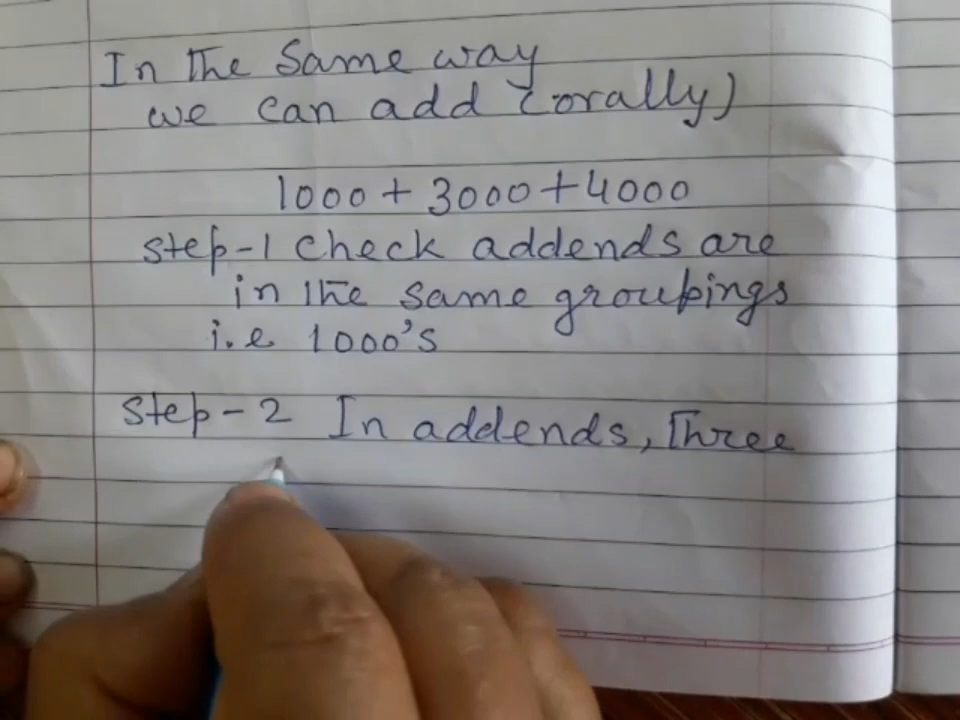 In the same way
we can add (orally)
1000 + 3000 + 4000
Step-1 Check addends are
in the same groupings
i.e 1000's
Step-2 In addends, Three